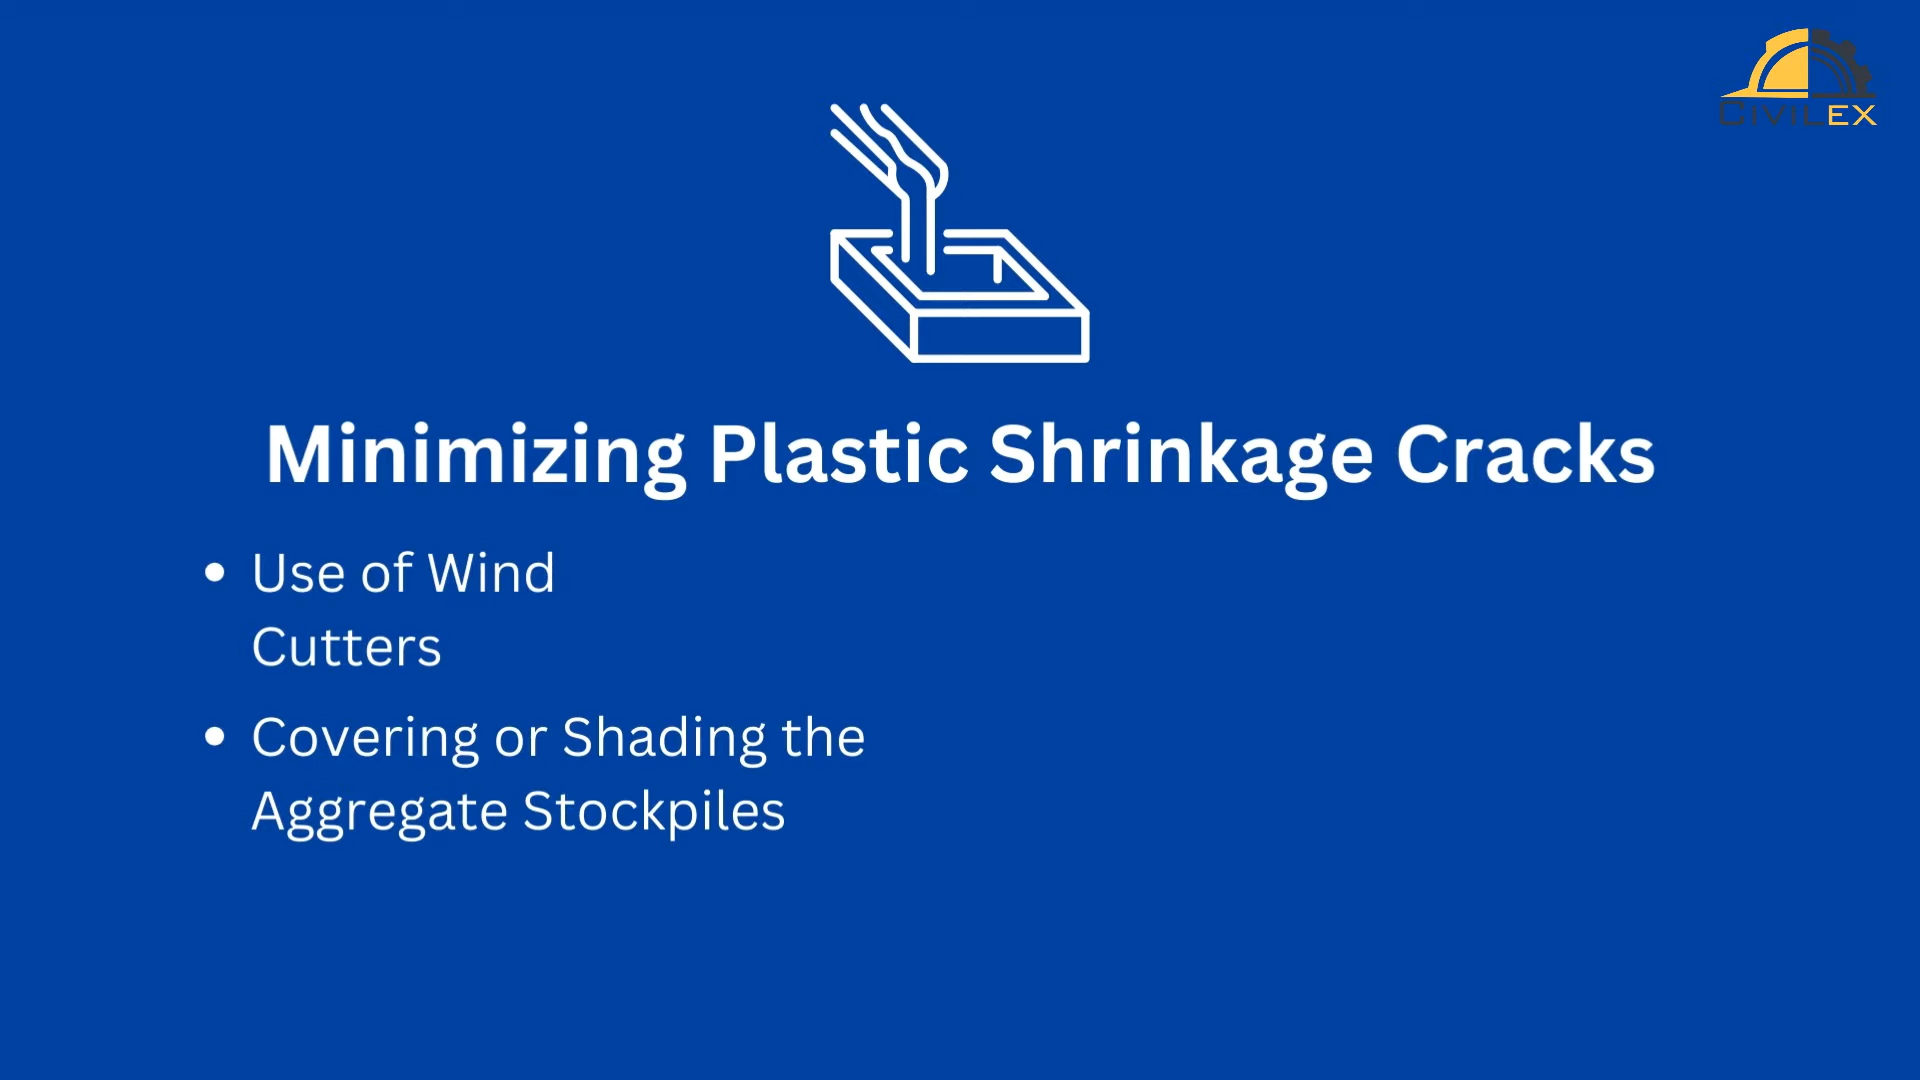 CIVILEX
Minimizing Plastic Shrinkage Cracks
• Use of Wind
Cutters
• Covering or Shading the
Aggregate Stockpiles